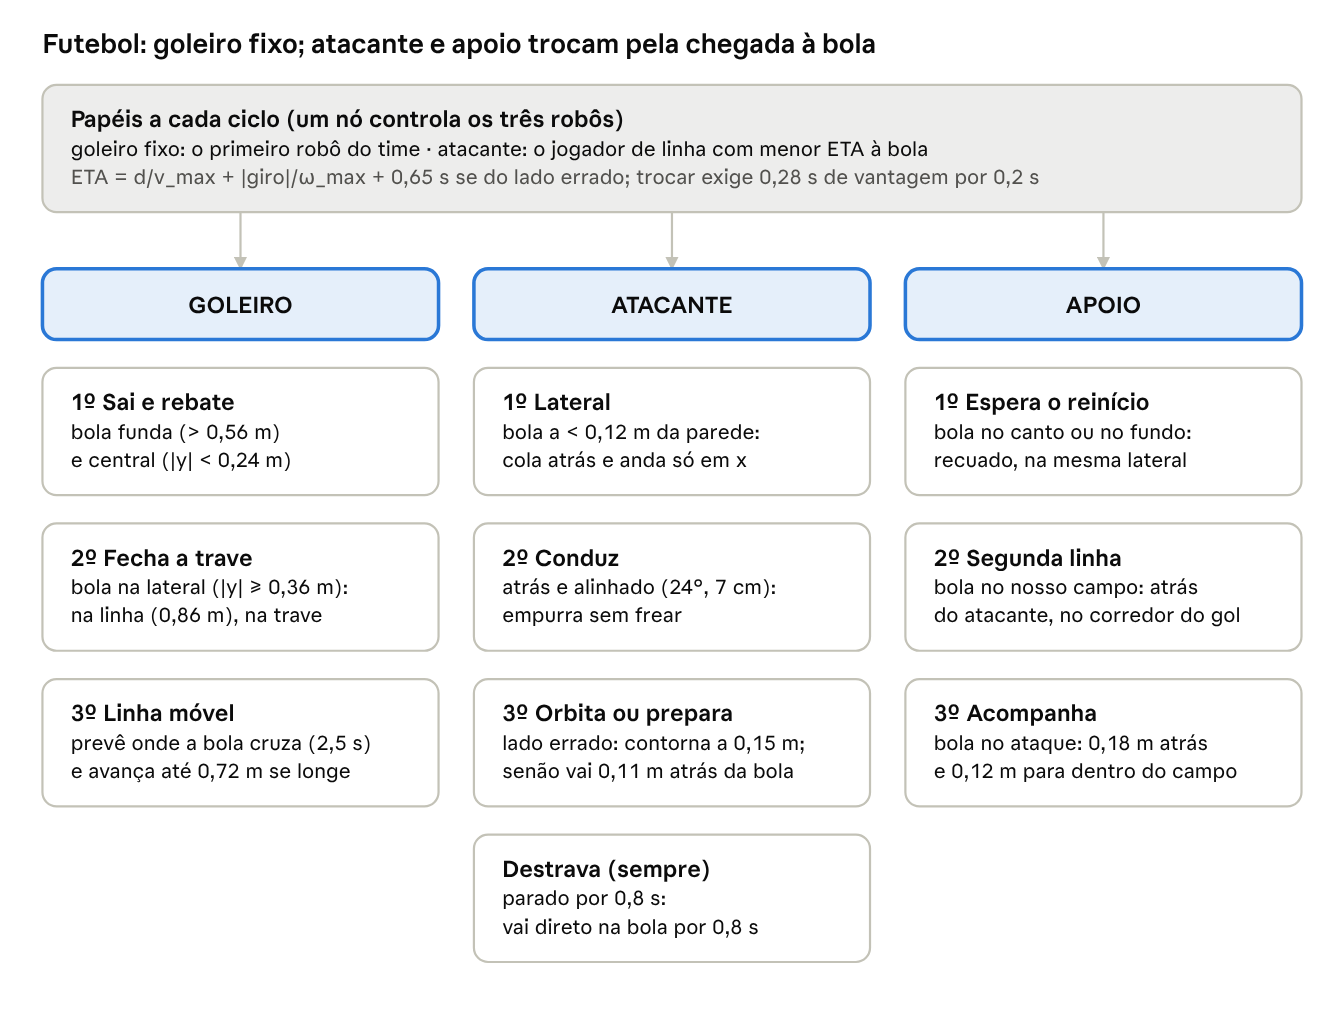 Futebol: goleiro fixo; atacante e apoio trocam pela chegada à bola
Papéis a cada ciclo (um nó controla os três robôs)
goleiro fixo: o primeiro robô do time · atacante: o jogador de linha com menor ETA à bola
ETA = d/v_max + |giro|/ω_max + 0,65 s se do lado errado; trocar exige 0,28 s de vantagem por 0,2 s
GOLEIRO
1º Sai e rebate
bola funda (> 0,56 m)
e central (|y| < 0,24 m)
2º Fecha a trave
bola na lateral (|y| ≥ 0,36 m):
na linha (0,86 m), na trave
3º Linha móvel
prevê onde a bola cruza (2,5 s)
e avança até 0,72 m se longe
ATACANTE
1º Lateral
bola a < 0,12 m da parede:
cola atrás e anda só em x
2º Conduz
atrás e alinhado (24°, 7 cm):
empurra sem frear
3º Orbita ou prepara
lado errado: contorna a 0,15 m;
senão vai 0,11 m atrás da bola
Destrava (sempre)
parado por 0,8 s:
vai direto na bola por 0,8 s
APOIO
1º Espera o reinício
bola no canto ou no fundo:
recuado, na mesma lateral
2º Segunda linha
bola no nosso campo: atrás
do atacante, no corredor do gol
3º Acompanha
bola no ataque: 0,18 m atrás
e 0,12 m para dentro do campo